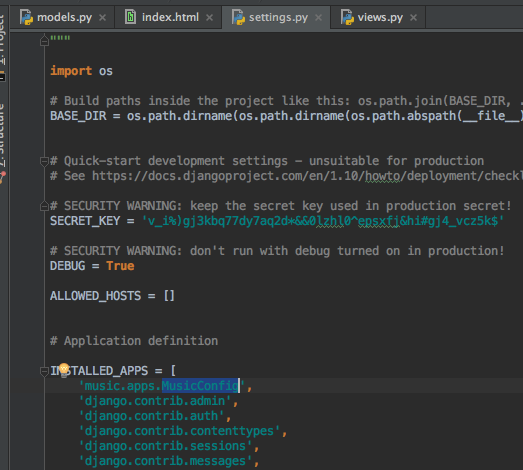 models.py × index.html × settings.py × views.py ×
1: Project
Structure
"""
import os
# Build paths inside the project like this: os.path.join(BASE_DIR, .
BASE_DIR = os.path.dirname(os.path.dirname(os.path.abspath(__file__)
# Quick-start development settings - unsuitable for production
# See https://docs.djangoproject.com/en/1.10/howto/deployment/checkl
# SECURITY WARNING: keep the secret key used in production secret!
SECRET_KEY = 'v_i%)gj3kbq77dy7aq2d*&&0lzhl0^epsxfj&hi#gj4_vcz5k$'
# SECURITY WARNING: don't run with debug turned on in production!
DEBUG = True
ALLOWED_HOSTS = []
# Application definition
INSTALLED_APPS = [
'music.apps.MusicConfig',
'django.contrib.admin',
'django.contrib.auth',
'django.contrib.contenttypes',
'django.contrib.sessions',
'django.contrib.messages',